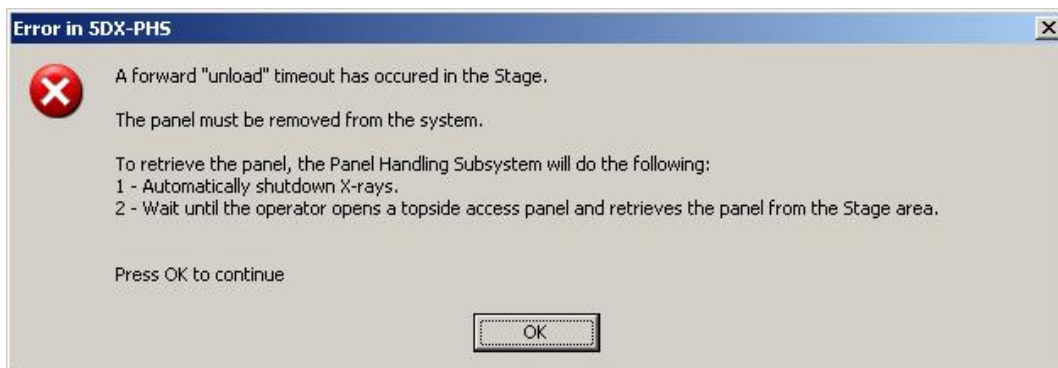 Error in 5DX-PHS
A forward "unload" timeout has occured in the Stage.
The panel must be removed from the system.
To retrieve the panel, the Panel Handling Subsystem will do the following:
1 - Automatically shutdown X-rays.
2 - Wait until the operator opens a topside access panel and retrieves the panel from the Stage area.
Press OK to continue
OK